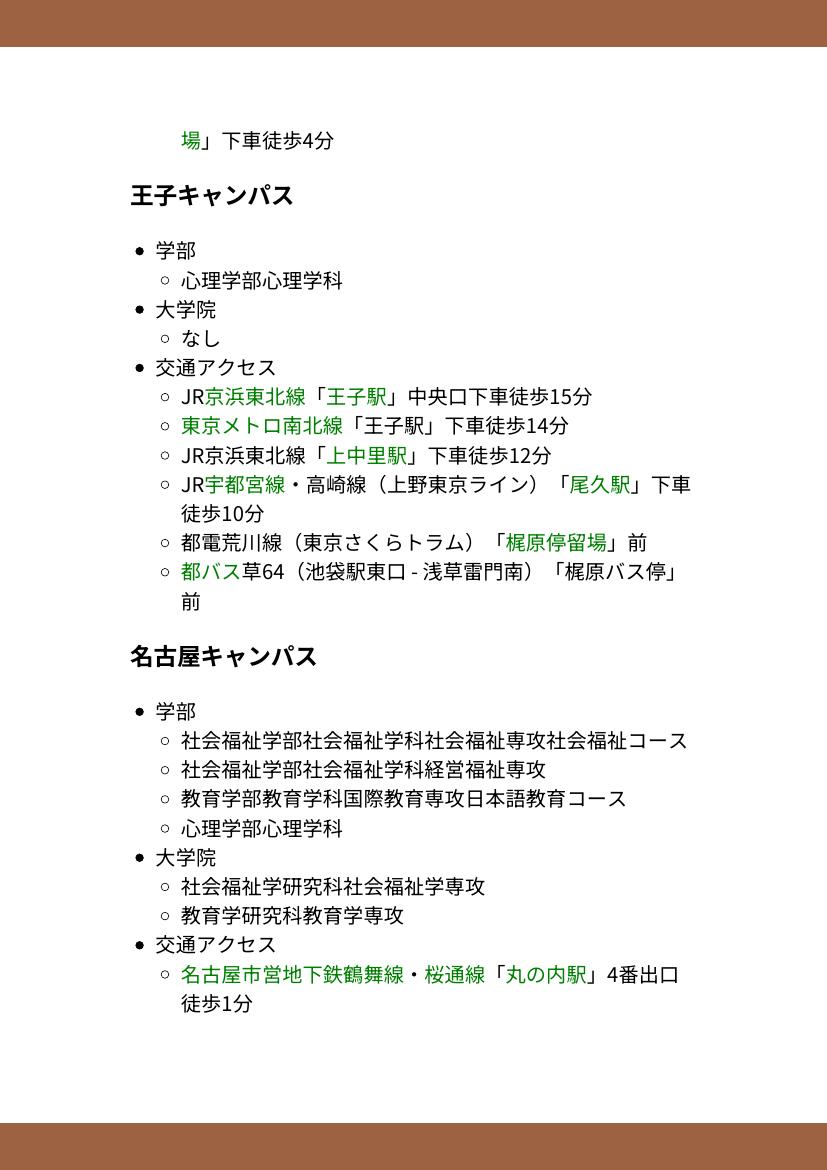 場」下車徒歩4分
王子キャンパス
学部
心理学部心理学科
大学院
なし
交通アクセス
JR京浜東北線「王子駅」中央口下車徒歩15分
東京メトロ南北線「王子駅」下車徒歩14分
JR京浜東北線「上中里駅」下車徒歩12分
JR宇都宮線・高崎線（上野東京ライン）「尾久駅」下車
徒歩10分
都電荒川線（東京さくらトラム）「梶原停留場」前
都バス草64（池袋駅東口 - 浅草雷門南）「梶原バス停」
前
名古屋キャンパス
学部
社会福祉学部社会福祉学科社会福祉専攻社会福祉コース
社会福祉学部社会福祉学科経営福祉専攻
教育学部教育学科国際教育専攻日本語教育コース
心理学部心理学科
大学院
社会福祉学研究科社会福祉学専攻
教育学研究科教育学専攻
交通アクセス
名古屋市営地下鉄鶴舞線・桜通線「丸の内駅」4番出口
徒歩1分